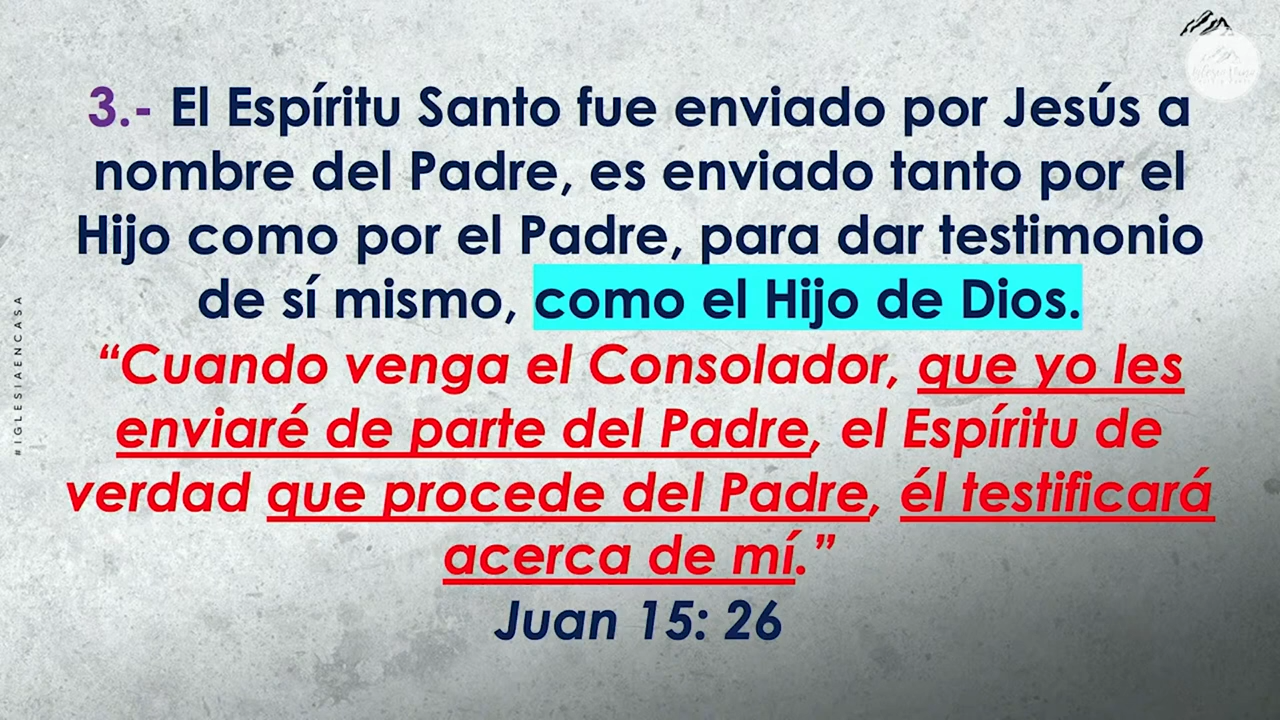 3.- El Espíritu Santo fue enviado por Jesús a
nombre del Padre, es enviado tanto por el
Hijo como por el Padre, para dar testimonio
de sí mismo, como el Hijo de Dios.
“Cuando venga el Consolador, que yo les
enviaré de parte del Padre, el Espíritu de
verdad que procede del Padre, él testificará
acerca de mí.”
Juan 15: 26
#IGLESIAENCASA